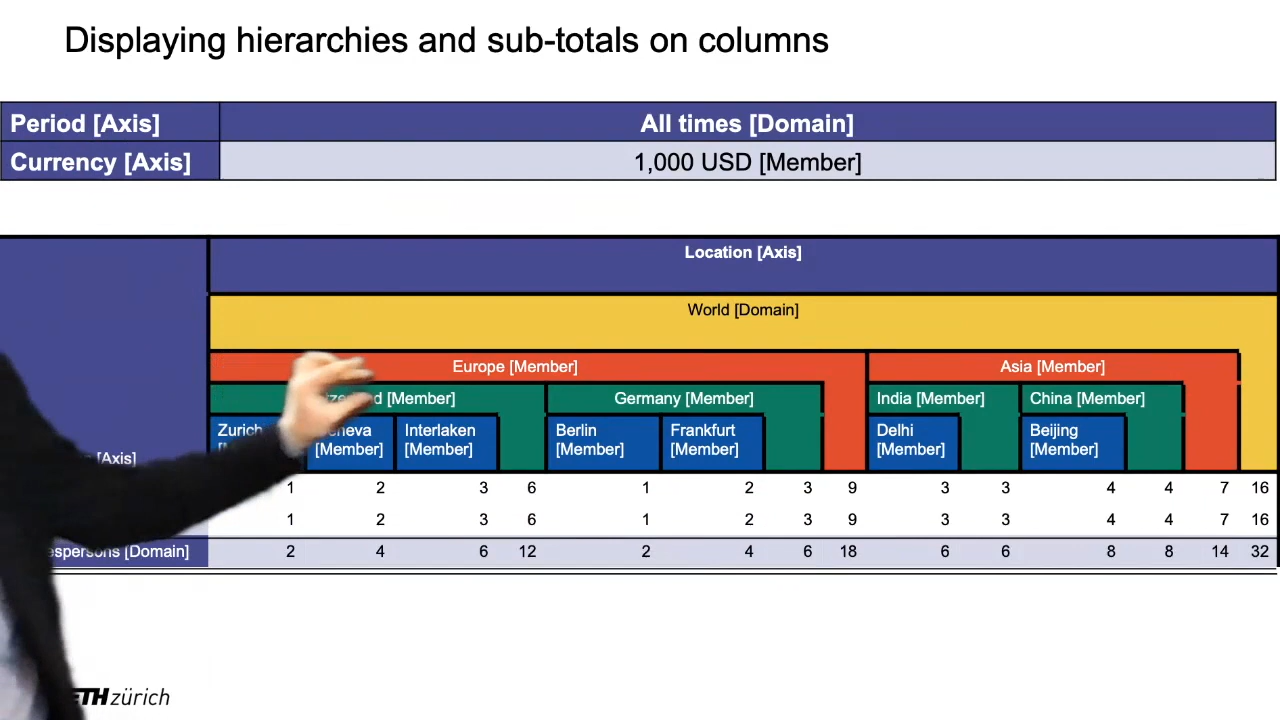 Displaying hierarchies and sub-totals on columns
Period [Axis] All times [Domain]
Currency [Axis] 1,000 USD [Member]
Location [Axis]
World [Domain]
Europe [Member] Asia [Member]
[Member] Germany [Member] India [Member] China [Member]
Zurich Interlaken Berlin Frankfurt Delhi Beijing
[Member] [Member] [Member] [Member] [Member] [Member]
[Axis]
1 2 3 6 1 2 3 9 3 3 4 4 7 16
1 2 3 6 1 2 3 9 3 3 4 4 7 16
[Domain] 2 4 6 12 2 4 6 18 6 6 8 8 14 32
ETH zürich